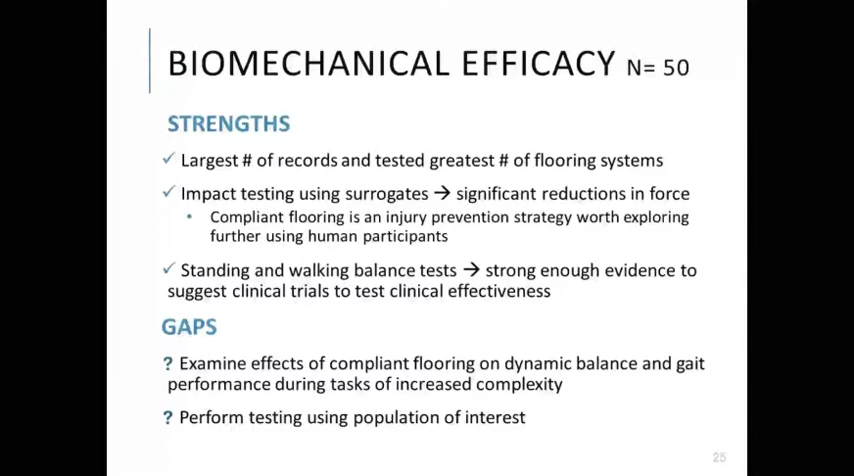 BIOMECHANICAL EFFICACY N= 50
STRENGTHS
✓ Largest # of records and tested greatest # of flooring systems
✓ Impact testing using surrogates → significant reductions in force
• Compliant flooring is an injury prevention strategy worth exploring
further using human participants
✓ Standing and walking balance tests → strong enough evidence to
suggest clinical trials to test clinical effectiveness
GAPS
? Examine effects of compliant flooring on dynamic balance and gait
performance during tasks of increased complexity
? Perform testing using population of interest
25